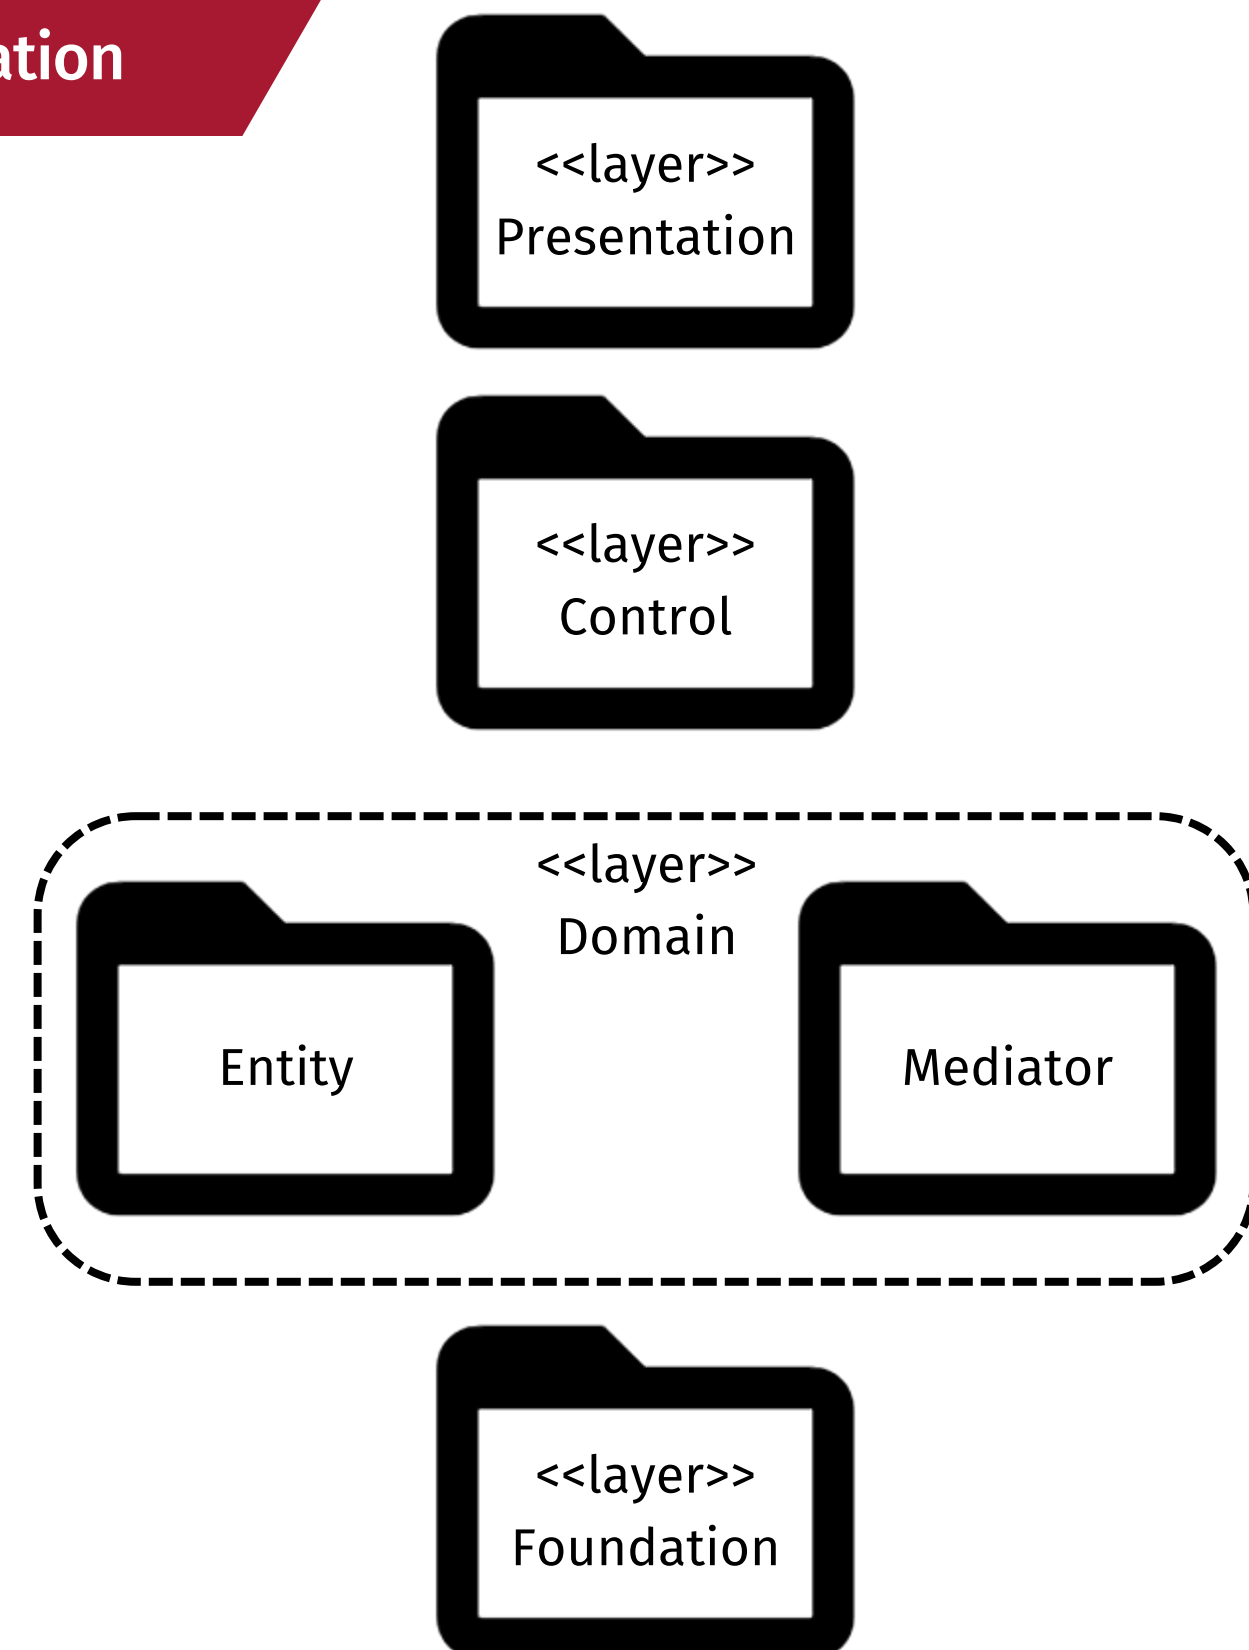 ation
<<layer>>
Presentation
<<layer>>
Control
<<layer>>
Domain
Entity
Mediator
<<layer>>
Foundation